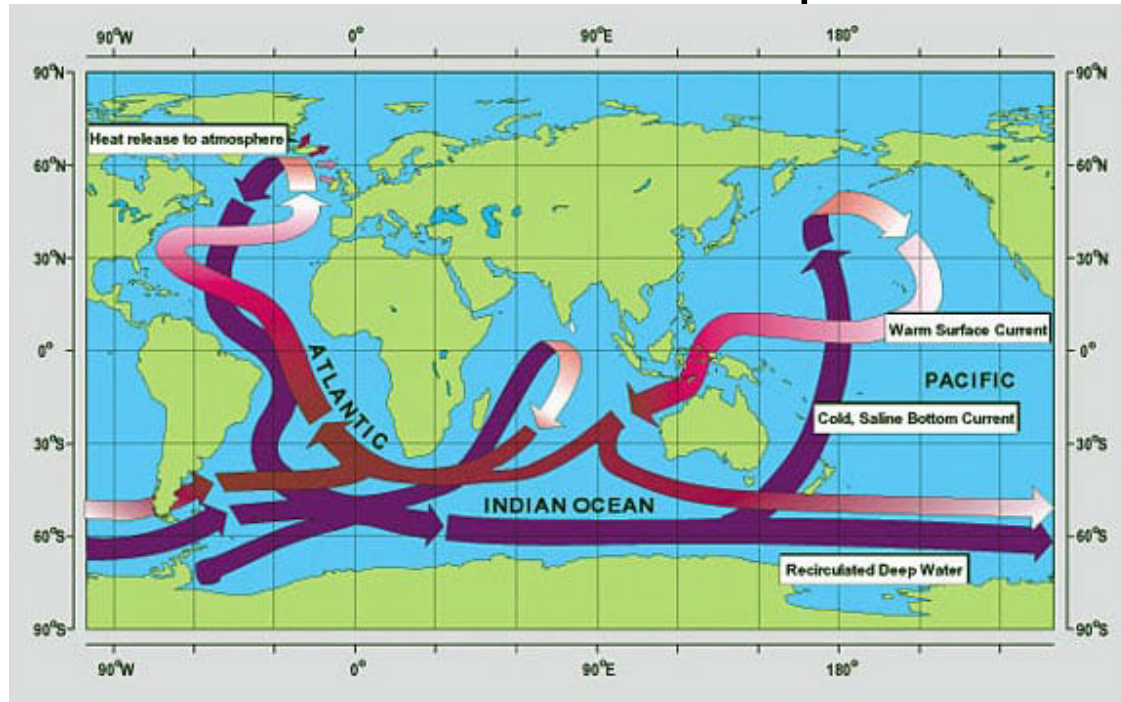 90°W 0° 90°E 180°
90°N 90°N
Heat release to atmosphere
60°N 60°N
30°N 30°N
Warm Surface Current
0° 0°
ATLANTIC
PACIFIC
Cold, Saline Bottom Current
30°S 30°S
INDIAN OCEAN
60°S 60°S
Recirculated Deep Water
90°S 90°S
90°W 0° 90°E 180°